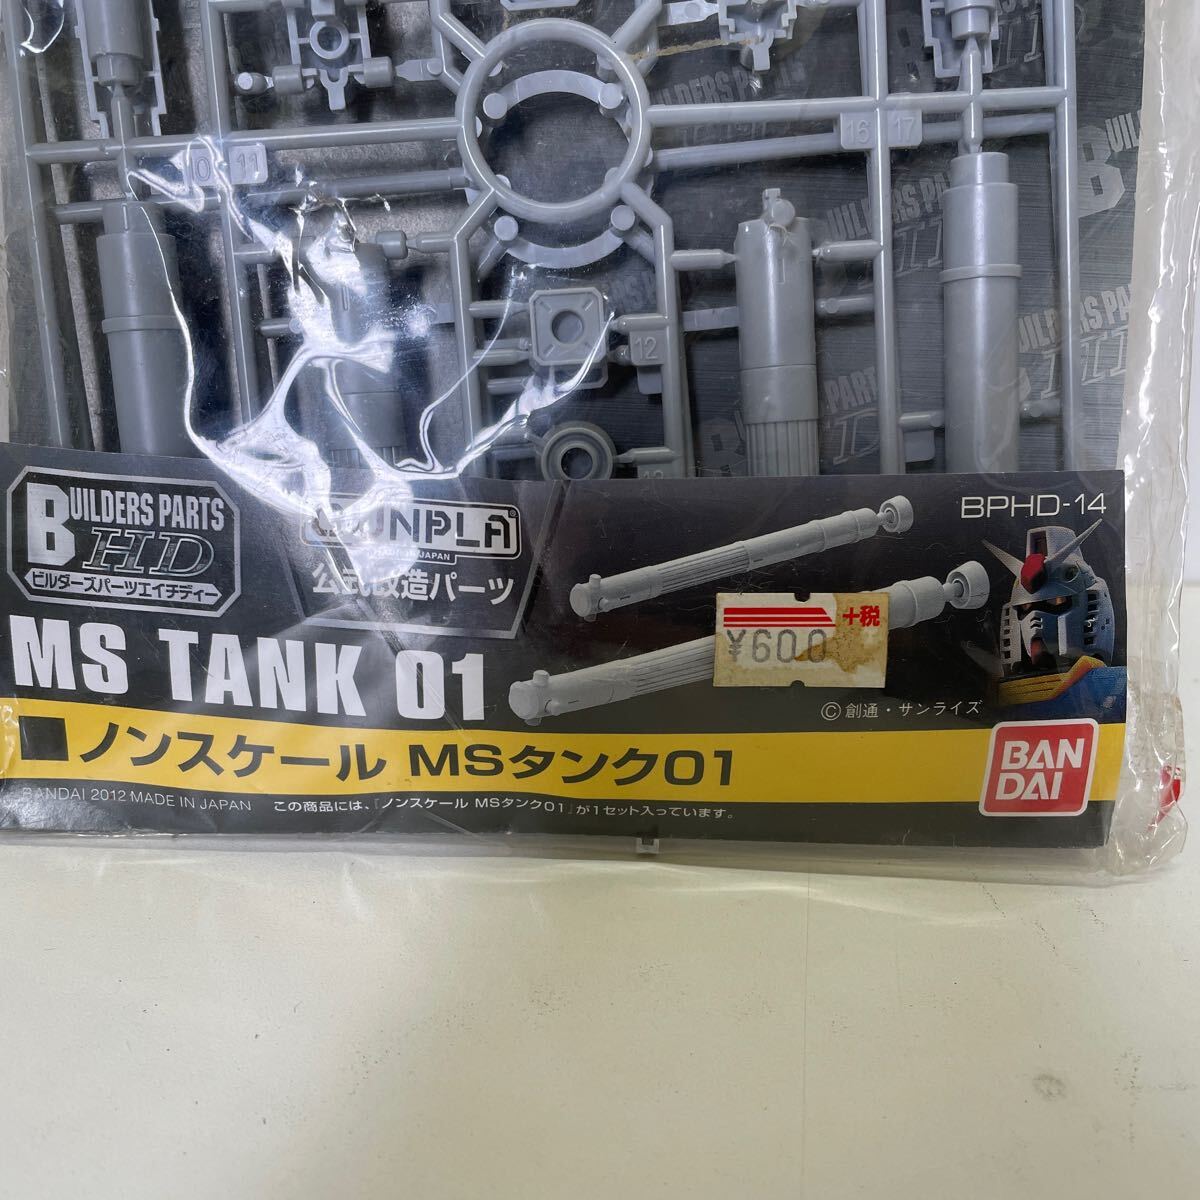 10 11
16 17
12
BUILDERS PARTS
HD
ビルダーズパーツエイチディー
GUNPLA
MADE IN JAPAN
公式改造パーツ
BPHD-14
MS TANK 01
+税
¥600
©創通・サンライズ
■ノンスケール MSタンク01
BANDAI
BANDAI 2012 MADE IN JAPAN この商品には、『ノンスケール MSタンク01』が1セット入っています。